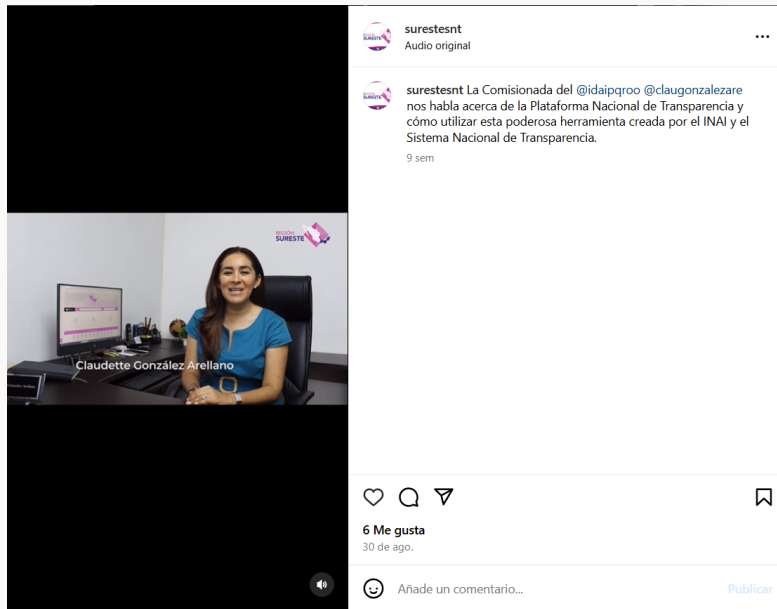 REGIÓN
SURESTE
Claudette González Arellano
surestesnt
Audio original
surestesnt La Comisionada del @idaipqroo @claugonzalezare
nos habla acerca de la Plataforma Nacional de Transparencia y
cómo utilizar esta poderosa herramienta creada por el INAI y el
Sistema Nacional de Transparencia.
9 sem
6 Me gusta
30 de ago.
Añade un comentario...
Publicar